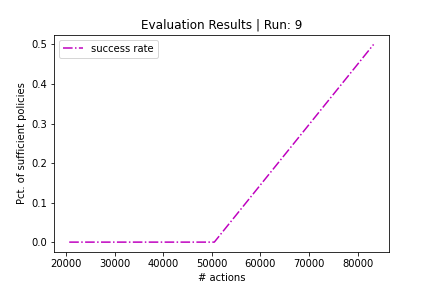 Evaluation Results | Run: 9
success rate
Pct. of sufficient policies
0.5
0.4
0.3
0.2
0.1
0.0
20000 30000 40000 50000 60000 70000 80000
# actions